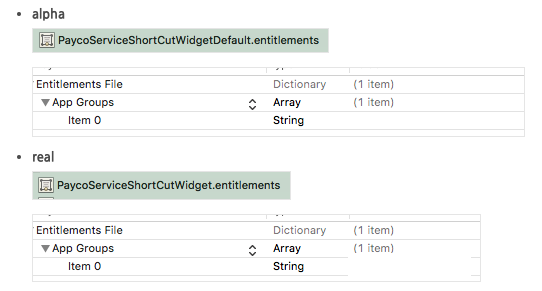 alpha
PaycoServiceShortCutWidgetDefault.entitlements
Entitlements File Dictionary (1 item)
App Groups Array (1 item)
Item 0 String
real
PaycoServiceShortCutWidget.entitlements
Entitlements File Dictionary (1 item)
App Groups Array (1 item)
Item 0 String